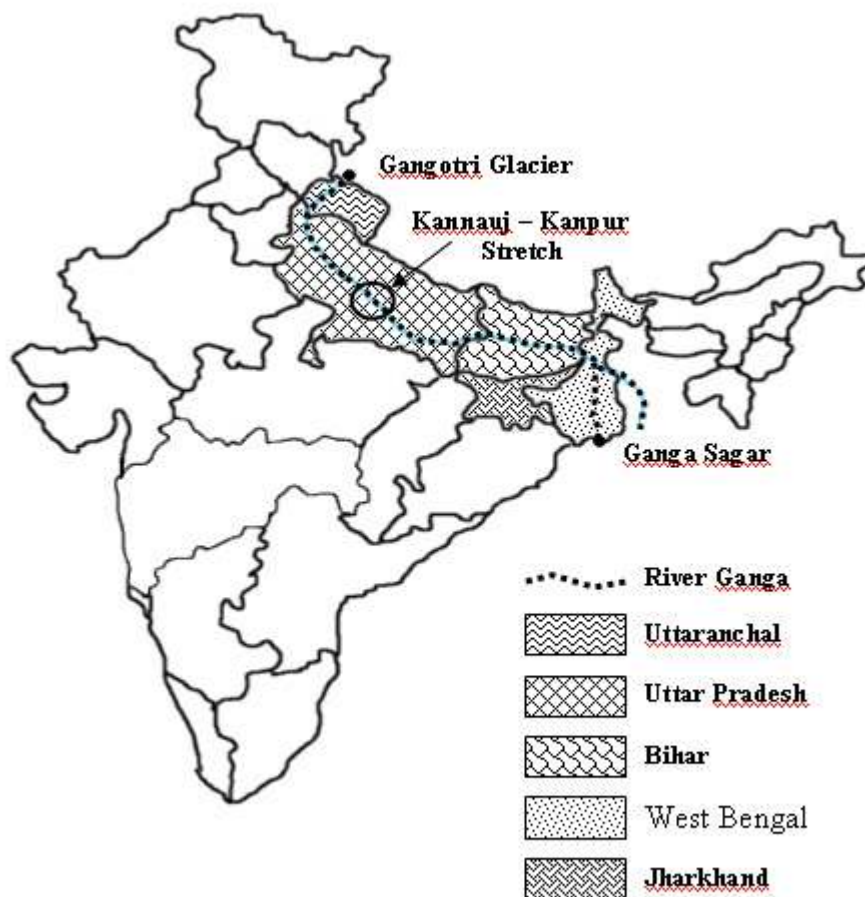 Gangotri Glacier
Kannauj – Kanpur
Stretch
Ganga Sagar
River Ganga
Uttaranchal
Uttar Pradesh
Bihar
West Bengal
Jharkhand